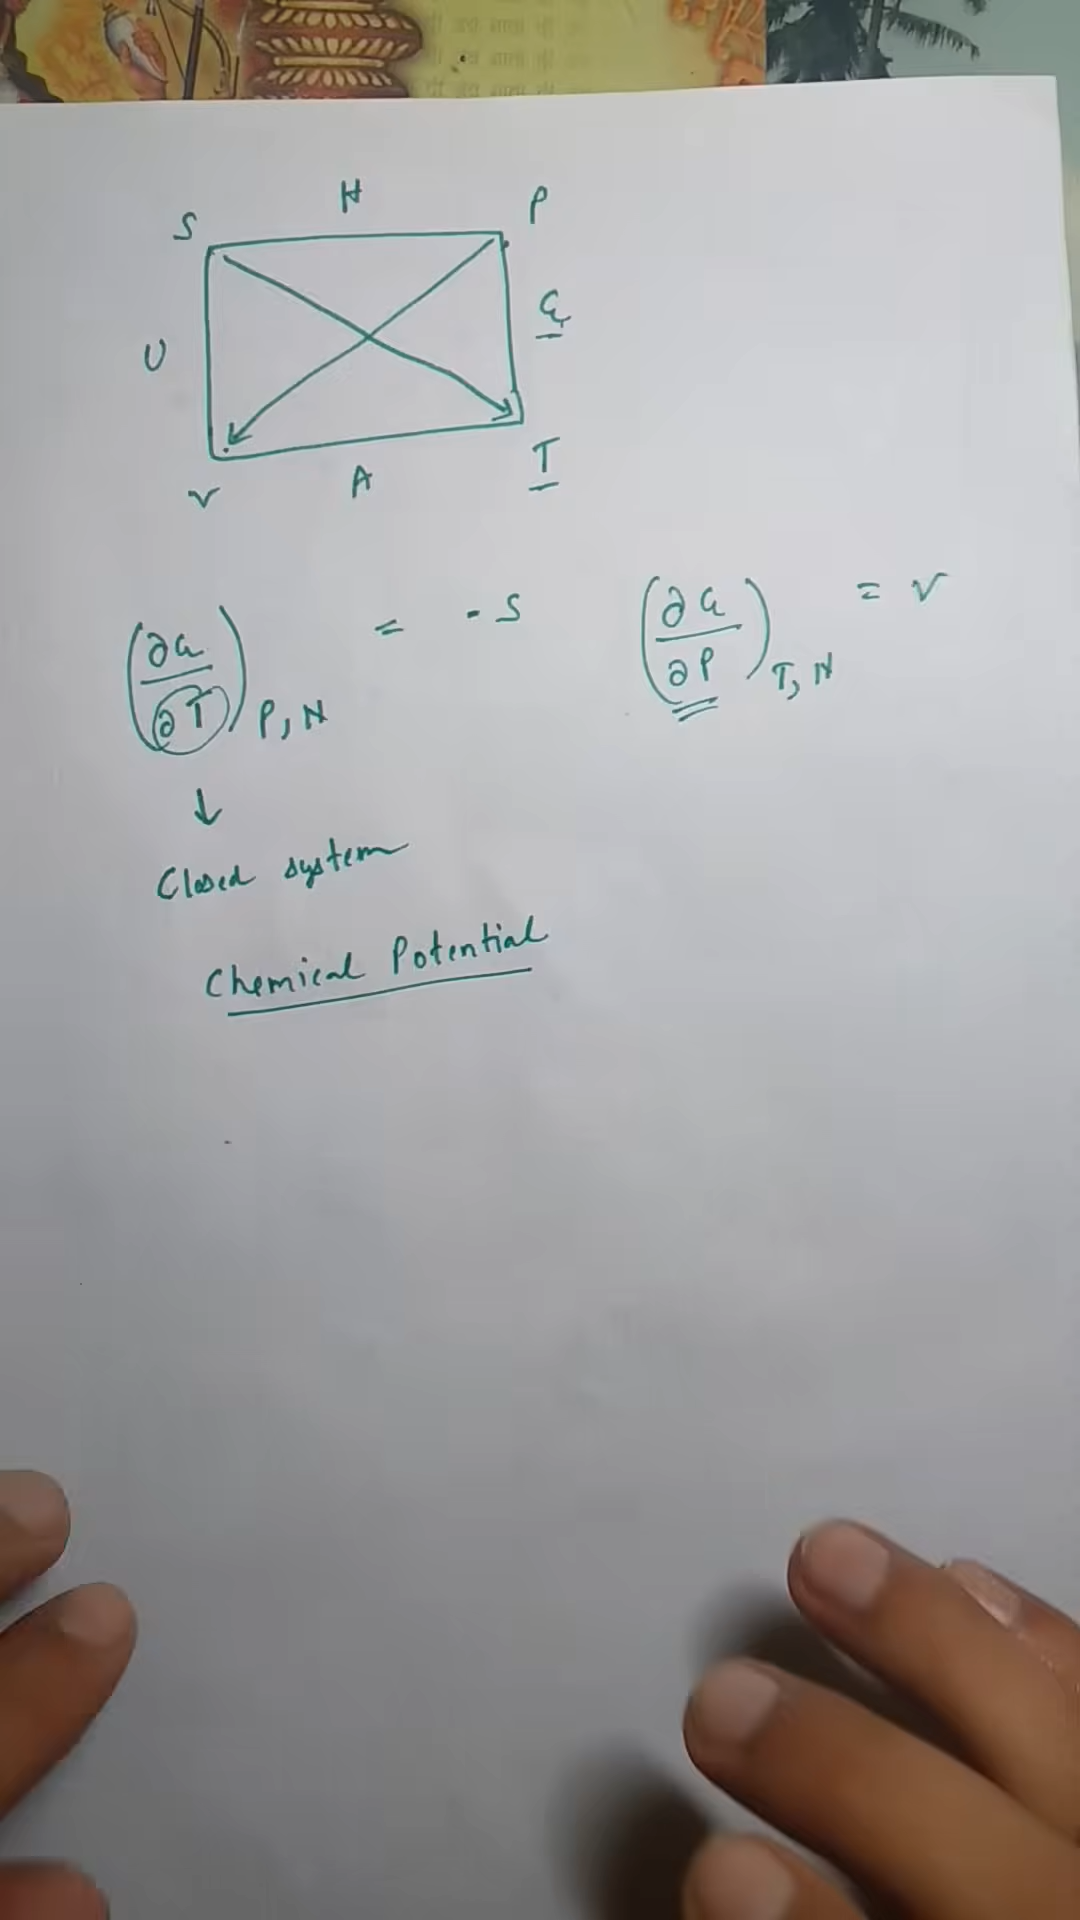 H
S P
G
U
V A T
(∂G/∂T)P,N = -S (∂G/∂P)T,N = V
↓
Closed system
Chemical Potential